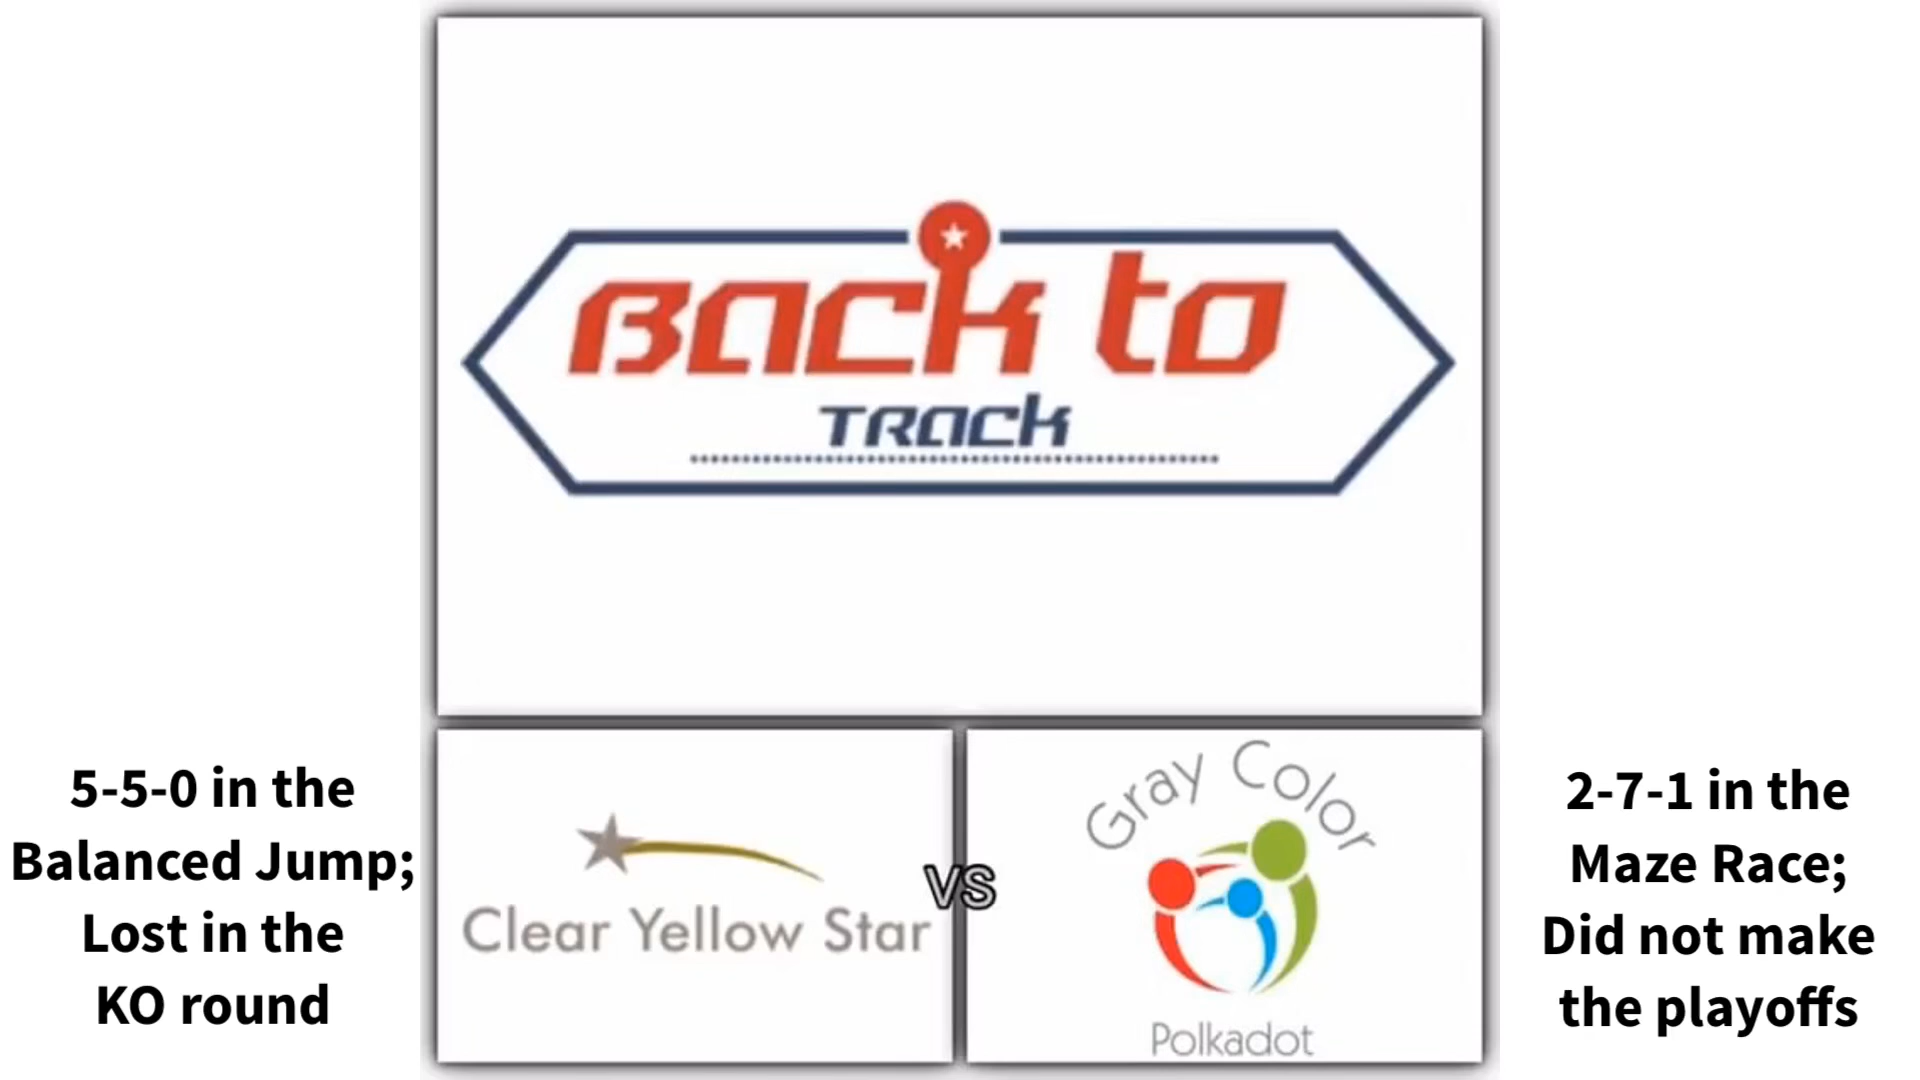 Back to
Track
5-5-0 in the
Balanced Jump;
Lost in the
KO round
Clear Yellow Star
VS
Gray Color
Polkadot
2-7-1 in the
Maze Race;
Did not make
the playoffs